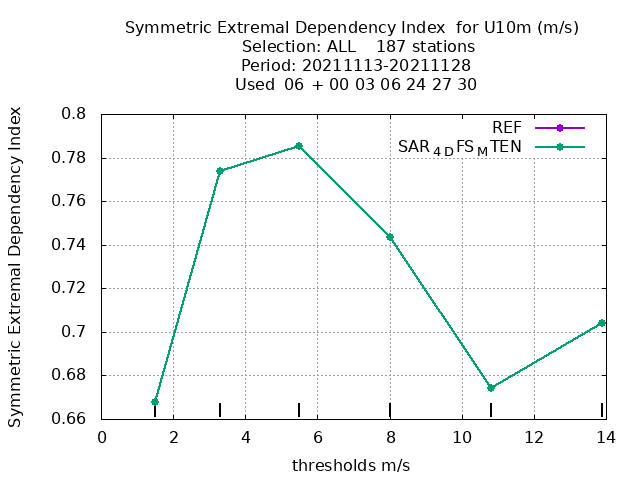 Symmetric Extremal Dependency Index  for U10m (m/s)
Selection: ALL    187 stations
Period: 20211113-20211128
Used  06  + 00 03 06 24 27 30
Symmetric Extremal Dependency Index
0.8
0.78
0.76
0.74
0.72
0.7
0.68
0.66
REF
SAR4DFSMTEN
0 2 4 6 8 10 12 14
thresholds m/s